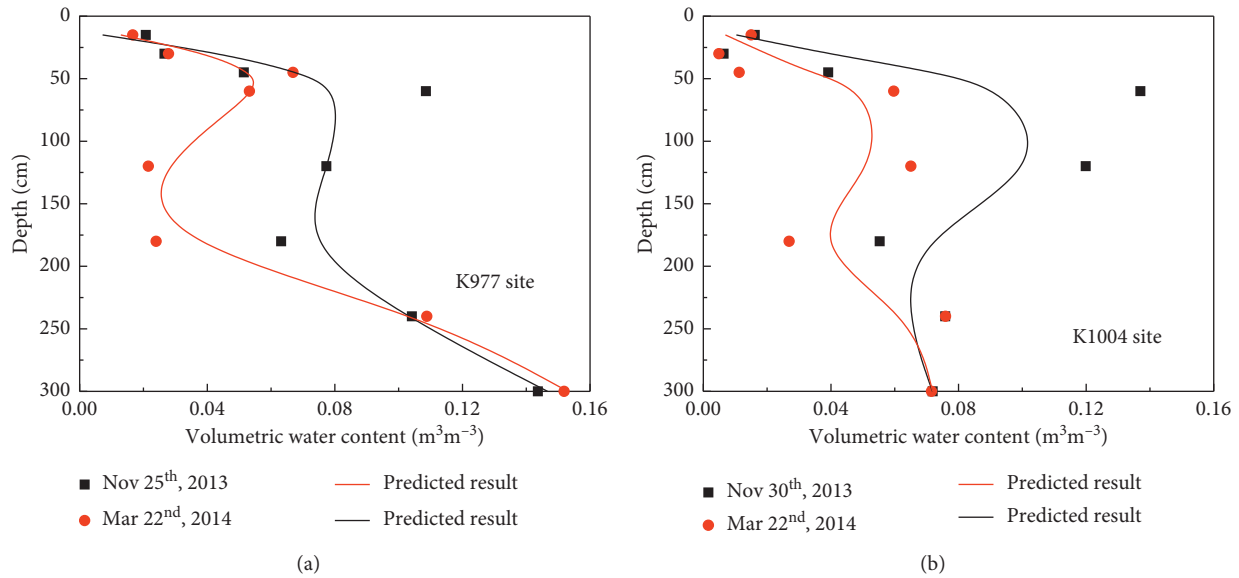 0
50
100
150
200
250
300
Depth (cm)
K977 site
0.00 0.04 0.08 0.12 0.16
Volumetric water content (m³m⁻³)
Nov 25ᵗʰ, 2013 Predicted result
Mar 22ⁿᵈ, 2014 Predicted result
(a)
0
50
100
150
200
250
300
Depth (cm)
K1004 site
0.00 0.04 0.08 0.12 0.16
Volumetric water content (m³m⁻³)
Nov 30ᵗʰ, 2013 Predicted result
Mar 22ⁿᵈ, 2014 Predicted result
(b)